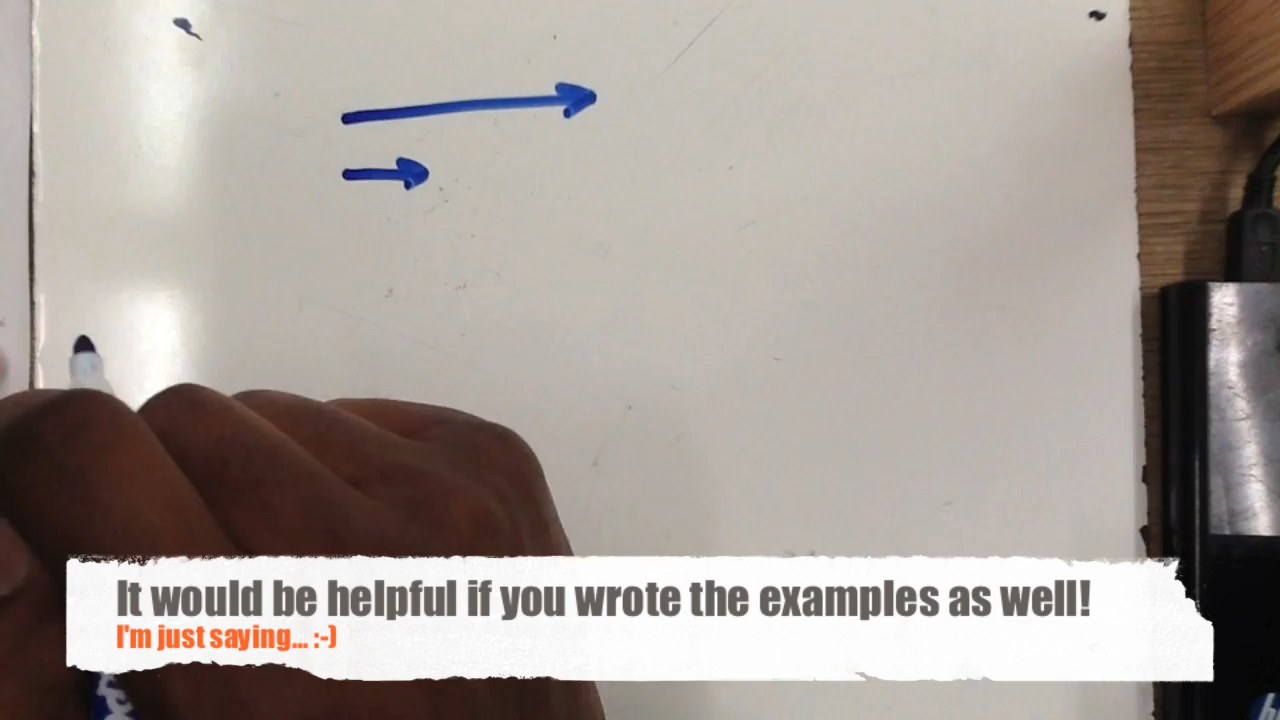 It would be helpful if you wrote the examples as well!
I'm just saying... :-)